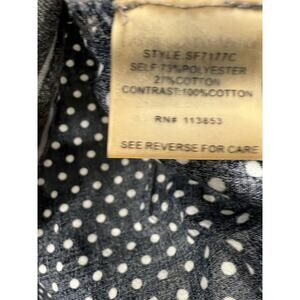 STYLE SF7177C
SELF 73%POLYESTER
27%COTTON
CONTRAST:100%COTTON
RN# 113853
SEE REVERSE FOR CARE